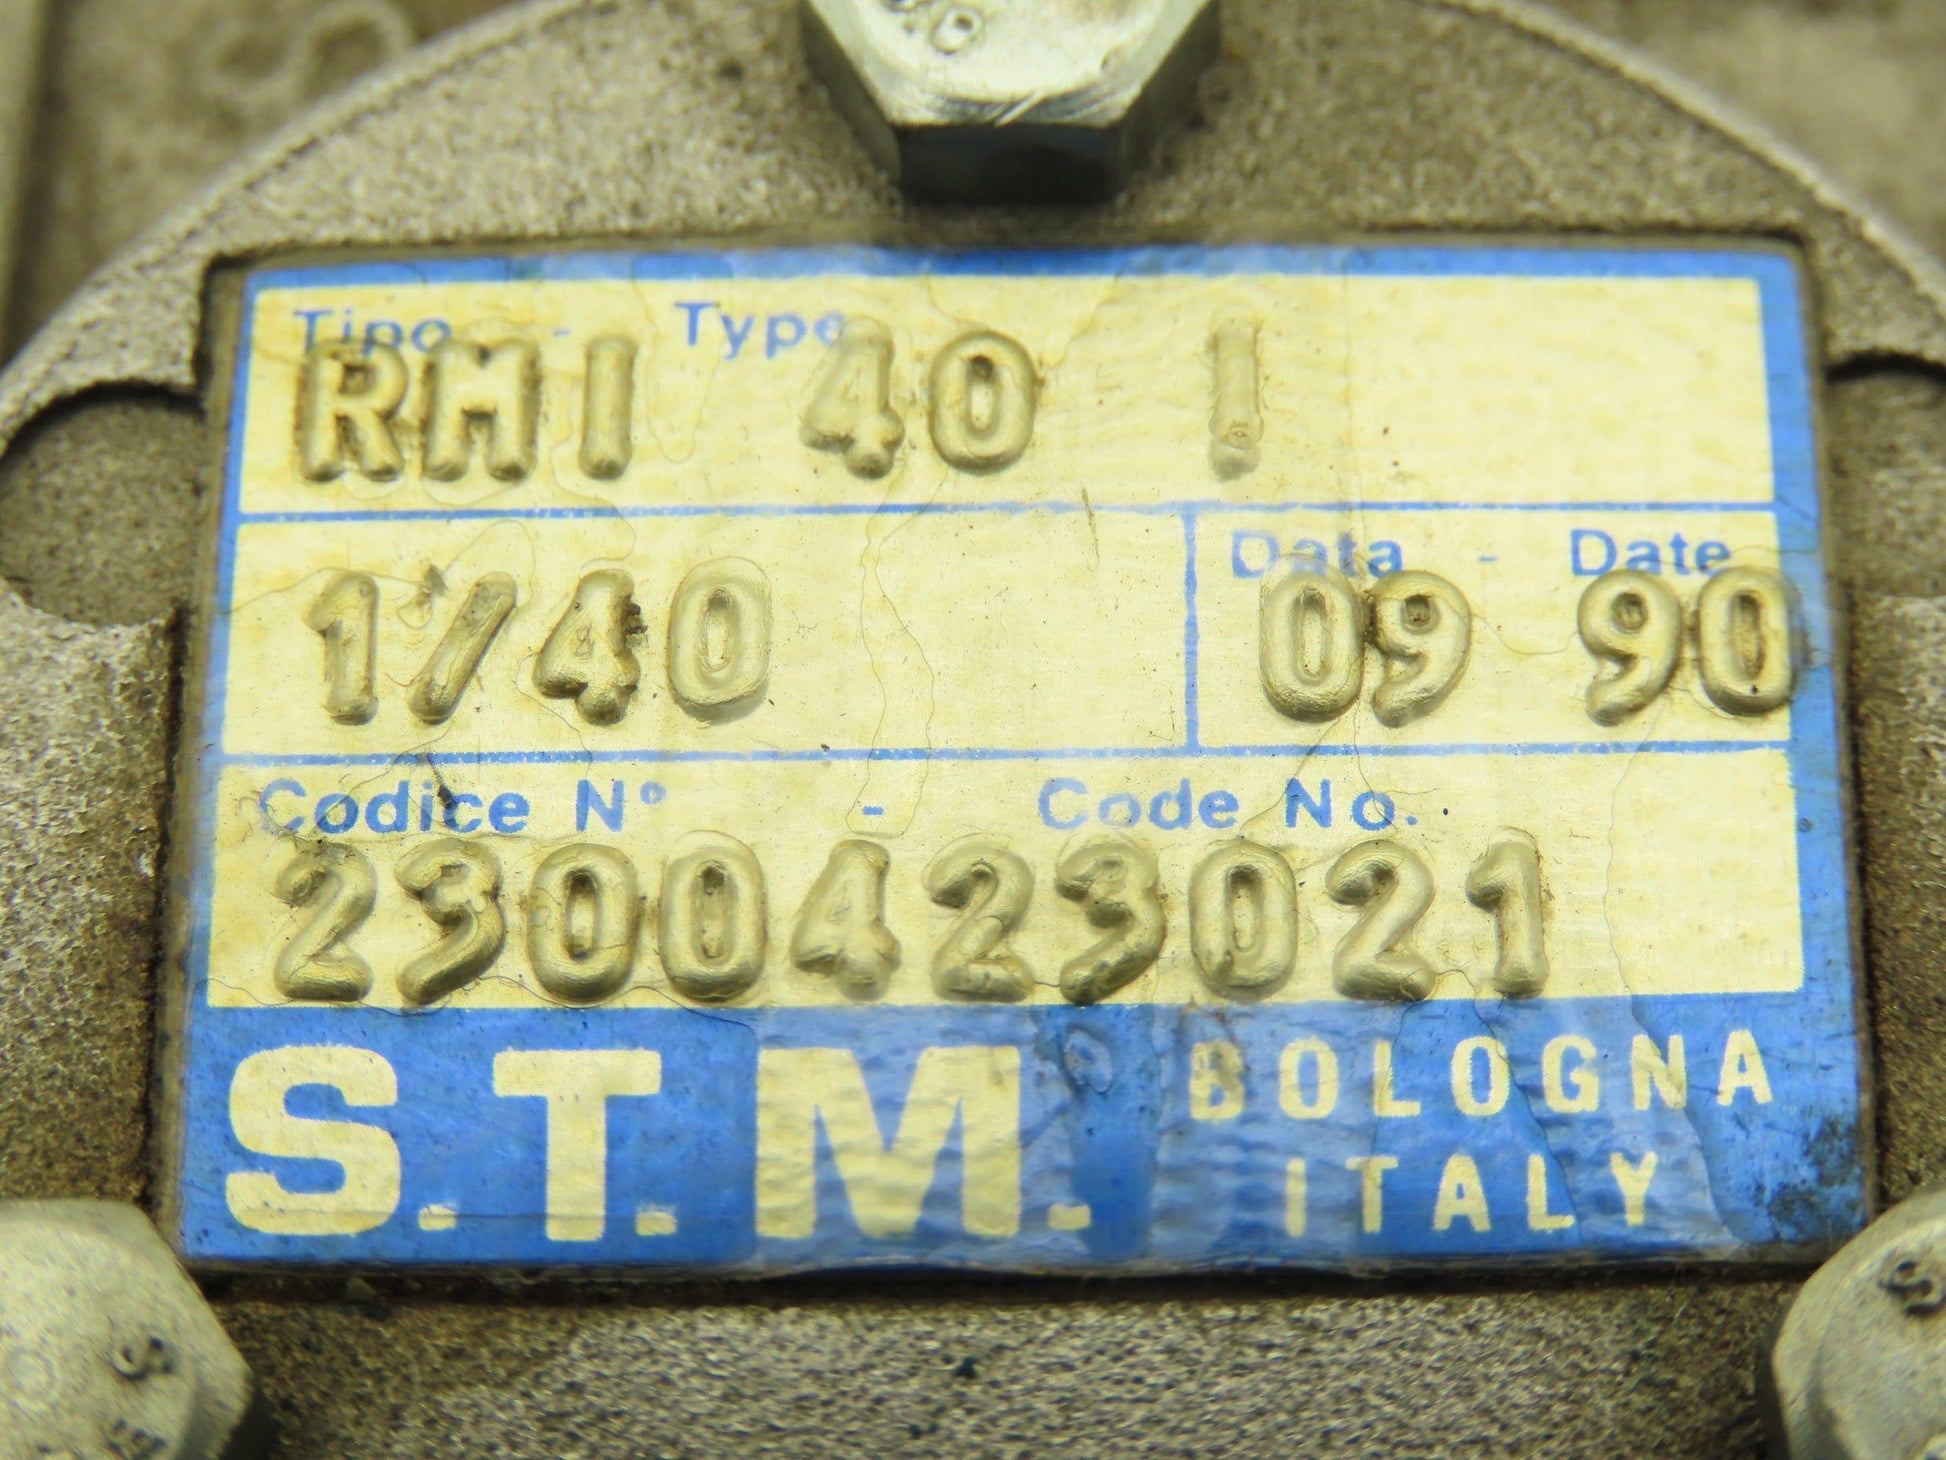 Tipo - Type
RMI 40 I
1/40
Data - Date
09 90
Codice N° - Code No.
2300423021
S.T.M. BOLOGNA
ITALY